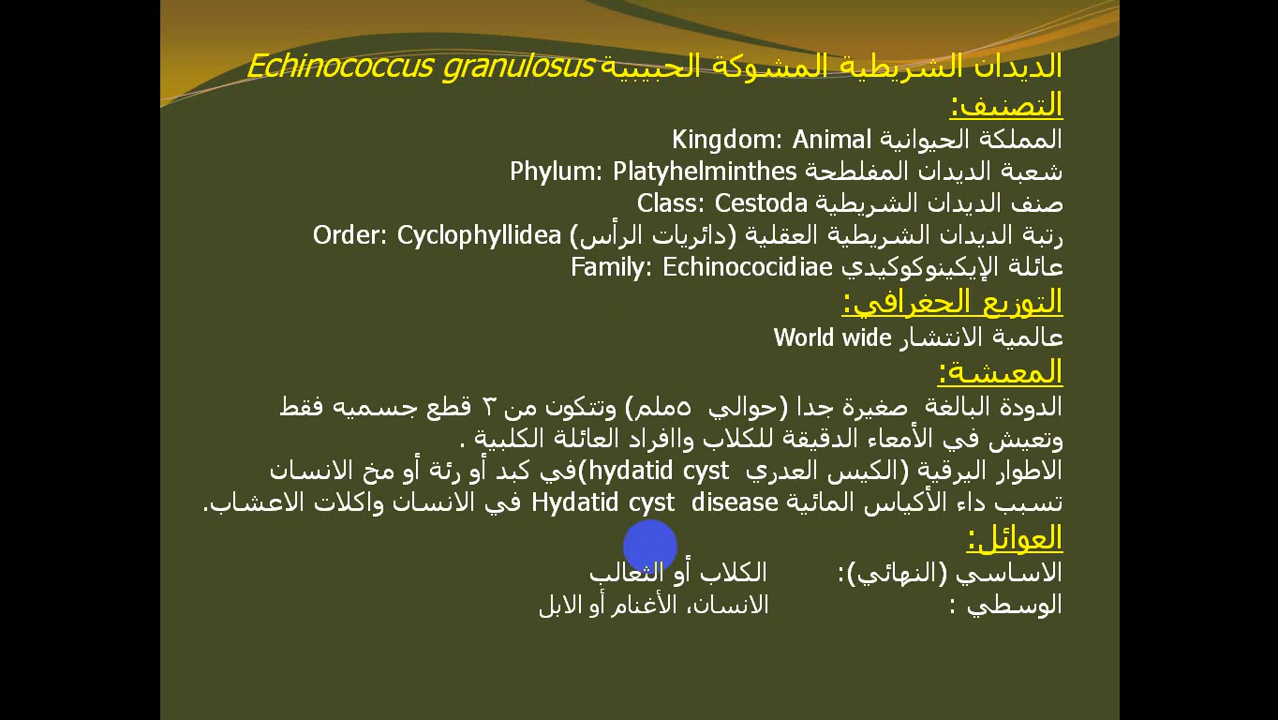 الديدان الشريطية المشوكة الحبيبية Echinococcus granulosus
التصنيف:
المملكة الحيوانية Kingdom: Animal
شعبة الديدان المفلطحة Phylum: Platyhelminthes
صنف الديدان الشريطية Class: Cestoda
رتبة الديدان الشريطية العقلية (دائريات الرأس) Order: Cyclophyllidea
عائلة الإيكينوكوكيدي Family: Echinococidiae
التوزيع الجغرافي:
عالمية الانتشار World wide
المعيشة:
الدودة البالغة صغيرة جدا (حوالي ٥ملم) وتتكون من ٣ قطع جسميه فقط
وتعيش في الأمعاء الدقيقة للكلاب واافراد العائلة الكلبية .
الاطوار اليرقية (الكيس العدري hydatid cyst)في كبد أو رئة أو مخ الانسان
تسبب داء الأكياس المائية Hydatid cyst disease في الانسان واكلات الاعشاب.
العوائل:
الاساسي (النهائي): الكلاب أو الثعالب
الوسطي : الانسان، الأغنام أو الابل